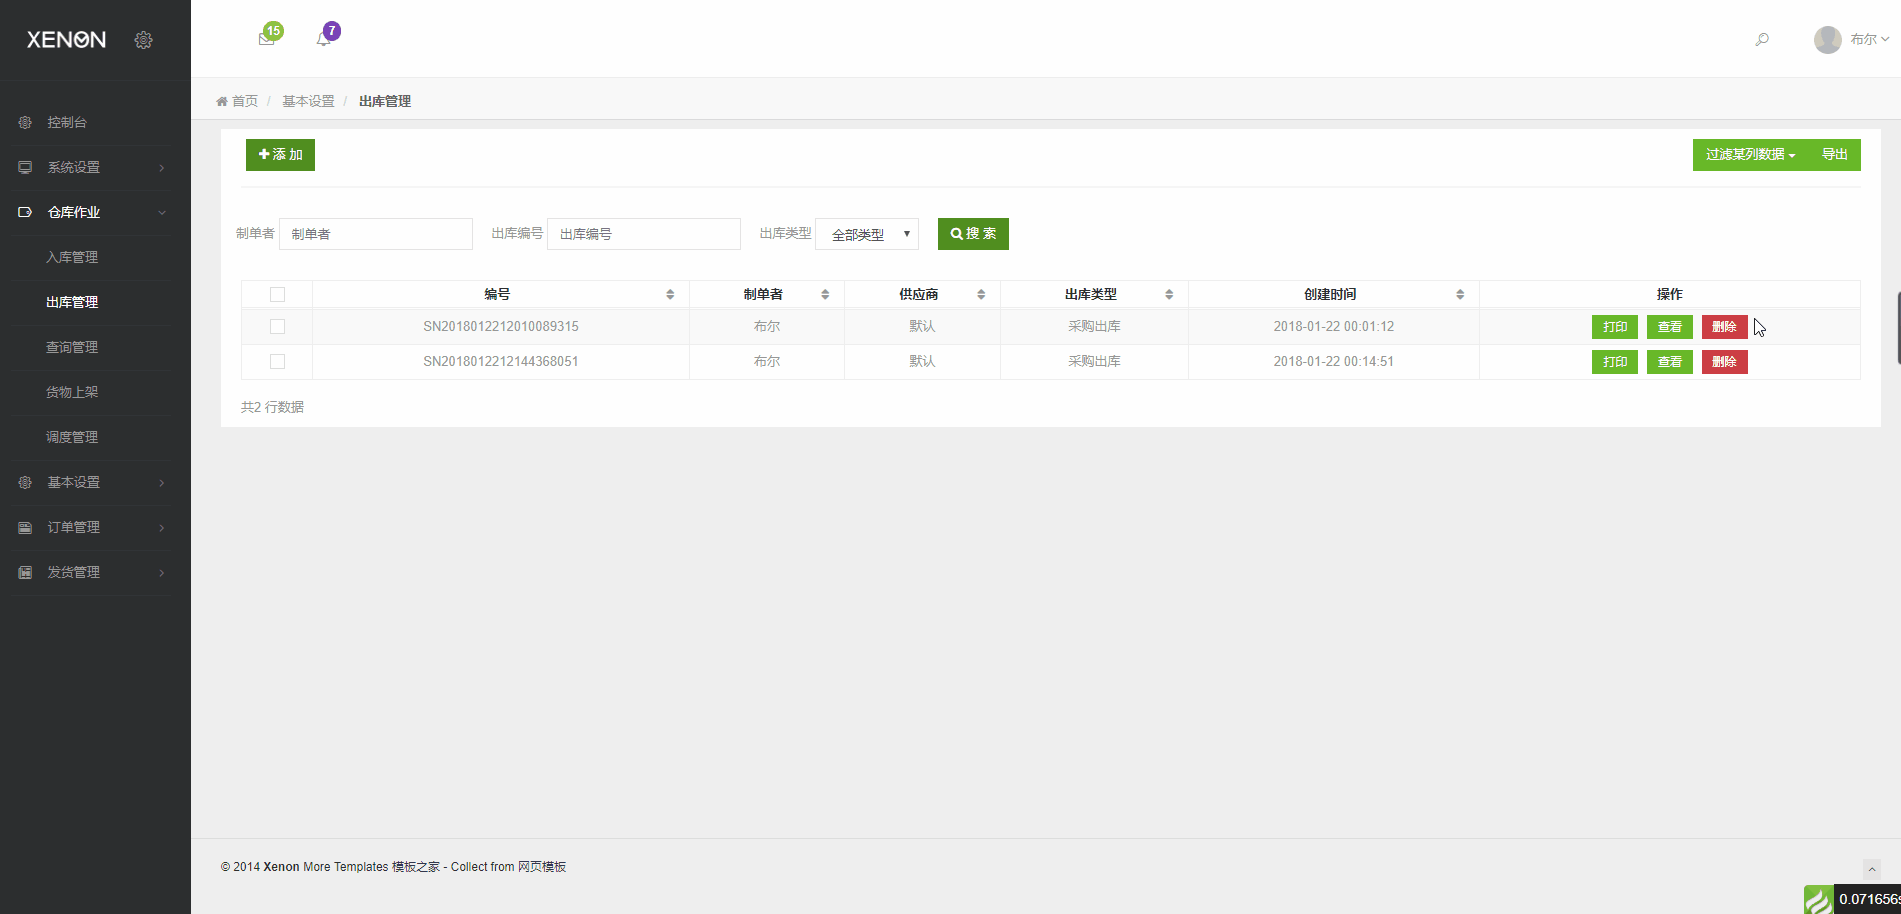 XENON
15
7
布尔
首页 / 基本设置 / 出库管理
控制台
系统设置
仓库作业
入库管理
出库管理
查询管理
货物上架
调度管理
基本设置
订单管理
发货管理
添 加
过滤某列数据
导出
制单者 制单者 出库编号 出库编号 出库类型 全部类型 搜 索
编号 制单者 供应商 出库类型 创建时间 操作
SN2018012212010089315 布尔 默认 采购出库 2018-01-22 00:01:12 打印 查看 删除
SN2018012212144368051 布尔 默认 采购出库 2018-01-22 00:14:51 打印 查看 删除
共2 行数据
© 2014 Xenon More Templates 模板之家 - Collect from 网页模板
0.071656s